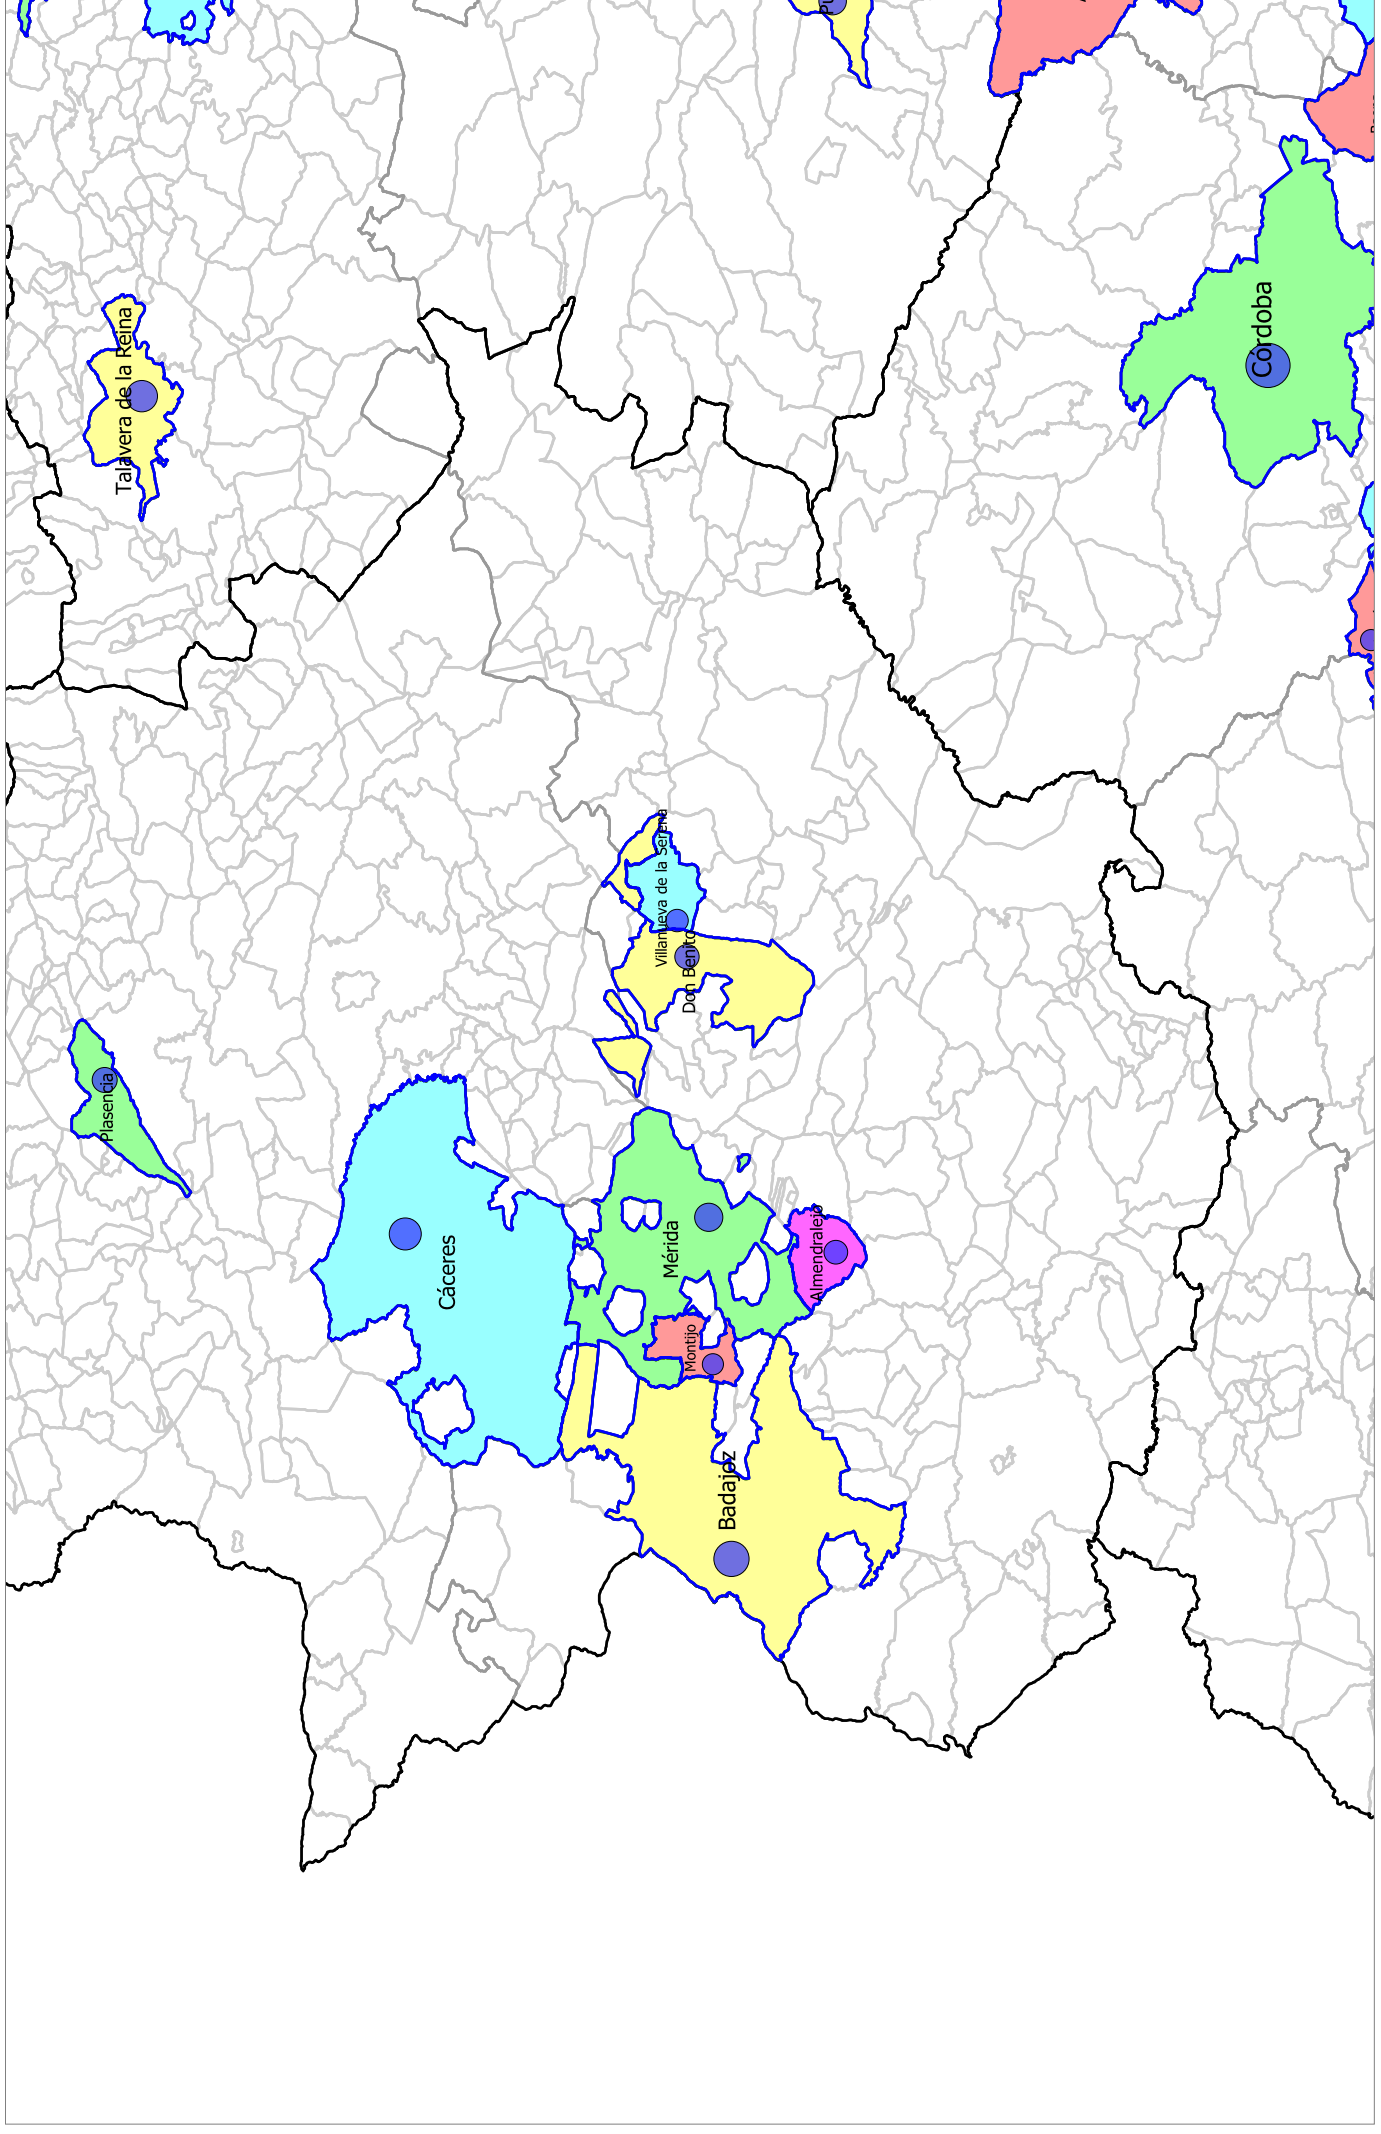 Talavera de la Reina
Plasencia
Cáceres
Villanueva de la Serena
Don Benito
Mérida
Montijo
Badajoz
Almendralejo
Córdoba